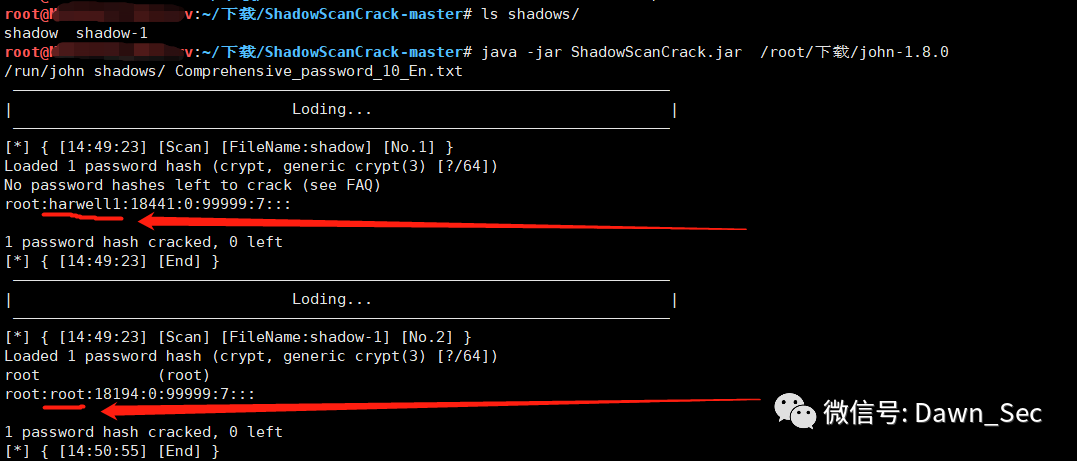 root@M v:~/下载/ShadowScanCrack-master# ls shadows/
shadow  shadow-1
root@ v:~/下载/ShadowScanCrack-master# java -jar ShadowScanCrack.jar  /root/下载/john-1.8.0
/run/john shadows/ Comprehensive_password_10_En.txt
| Loding... |
[*] { [14:49:23] [Scan] [FileName:shadow] [No.1] }
Loaded 1 password hash (crypt, generic crypt(3) [?/64])
No password hashes left to crack (see FAQ)
root:harwell1:18441:0:99999:7:::
1 password hash cracked, 0 left
[*] { [14:49:23] [End] }
| Loding... |
[*] { [14:49:23] [Scan] [FileName:shadow-1] [No.2] }
Loaded 1 password hash (crypt, generic crypt(3) [?/64])
root             (root)
root:root:18194:0:99999:7:::
微信号: Dawn_Sec
1 password hash cracked, 0 left
[*] { [14:50:55] [End] }